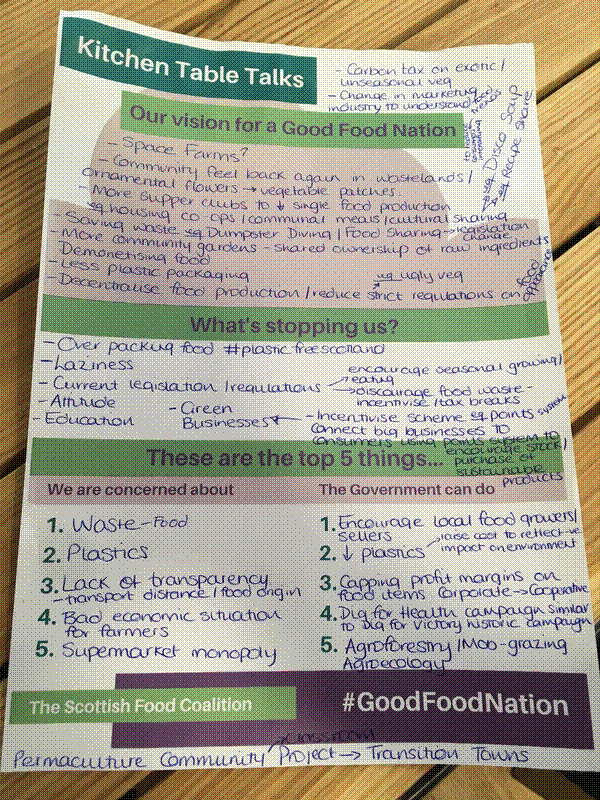 Kitchen Table Talks
- Carbon tax on exotic/
unseasonal veg
- Change in marketing
industry to understand food
trends
Our vision for a Good Food Nation
→ eg Disco Soup
→ eg Recipe share
- Space Farms?
- Community feel back again in wastelands/
ornamental flowers → vegetable patches.
- More supper clubs to ↓ single food production
eg housing co-ops/communal meals/cultural sharing
- Saving waste eg Dumpster Diving / Food Sharing → legislation
change
- More community gardens - shared ownership of raw ingredients
Demonetising food
- Less plastic packaging
eg ugly veg
- Decentralise food production / reduce strict regulations on food
appearance
What's stopping us?
- Over packing food #plasticfreescotland
- Laziness
encourage seasonal growing/
eating
- Current legislation / regulations
→ discourage food waste -
incentivise / tax breaks
- Attitude
- Education
- Green
Businesses
- Incentivise scheme eg points system
connect big businesses to
consumers using points system to
encourage stock/
purchase of
sustainable
products
These are the top 5 things...
We are concerned about
1. Waste - Food
2. Plastics
3. Lack of transparency
- transport distance / food origin
4. Bad economic situation
for farmers
5. Supermarket monopoly
The Government can do
1. Encourage local food growers/
sellers
2. ↓ plastics
raise cost to reflect -ve
impact on environment
3. Capping profit margins on
food items Corporate → Cooperative
4. Dig for Health campaign similar
to Dig for Victory historic campaign
5. Agroforestry / Mob-grazing
Agroecology
The Scottish Food Coalition
#GoodFoodNation
Classroom
Permaculture Community Project → Transition Towns